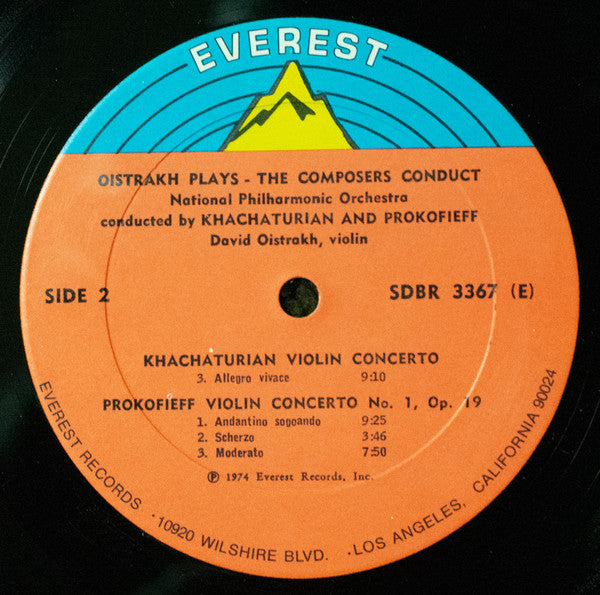 EVEREST
OISTRAKH PLAYS - THE COMPOSERS CONDUCT
National Philharmonic Orchestra
conducted by KHACHATURIAN AND PROKOFIEFF
David Oistrakh, violin
SIDE 2
SDBR 3367 (E)
KHACHATURIAN VIOLIN CONCERTO
3. Allegro vivace 9:10
PROKOFIEFF VIOLIN CONCERTO No. 1, Op. 19
1. Andantino sognando 9:25
2. Scherzo 3:46
3. Moderato 7:50
℗ 1974 Everest Records, Inc.
EVEREST RECORDS · 10920 WILSHIRE BLVD. · LOS ANGELES, CALIFORNIA 90024